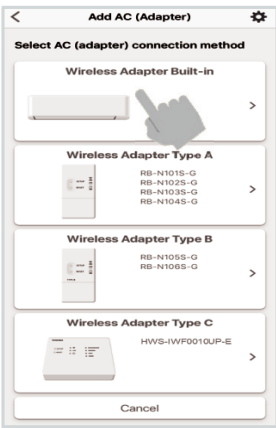 Add AC (Adapter)
Select AC (adapter) connection method
Wireless Adapter Built-in
Wireless Adapter Type A
RB-N101S-G
RB-N102S-G
RB-N103S-G
RB-N104S-G
Wireless Adapter Type B
RB-N105S-G
RB-N106S-G
Wireless Adapter Type C
HWS-IWF0010UP-E
Cancel